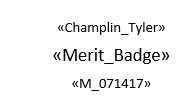 «Champlin_Tyler»
«Merit_Badge»
«M_071417»